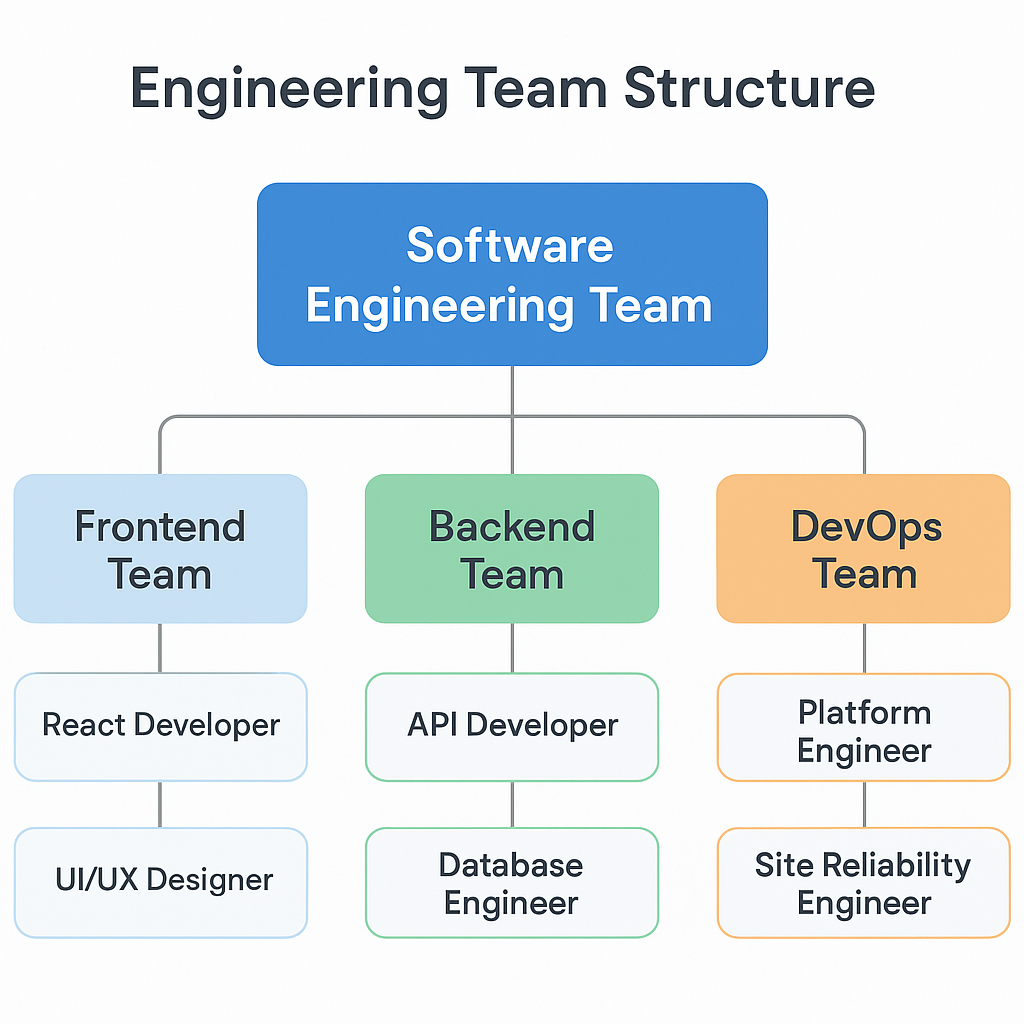 Engineering Team Structure
Software
Engineering Team
Frontend
Team
Backend
Team
DevOps
Team
React Developer
API Developer
Platform
Engineer
UI/UX Designer
Database
Engineer
Site Reliability
Engineer